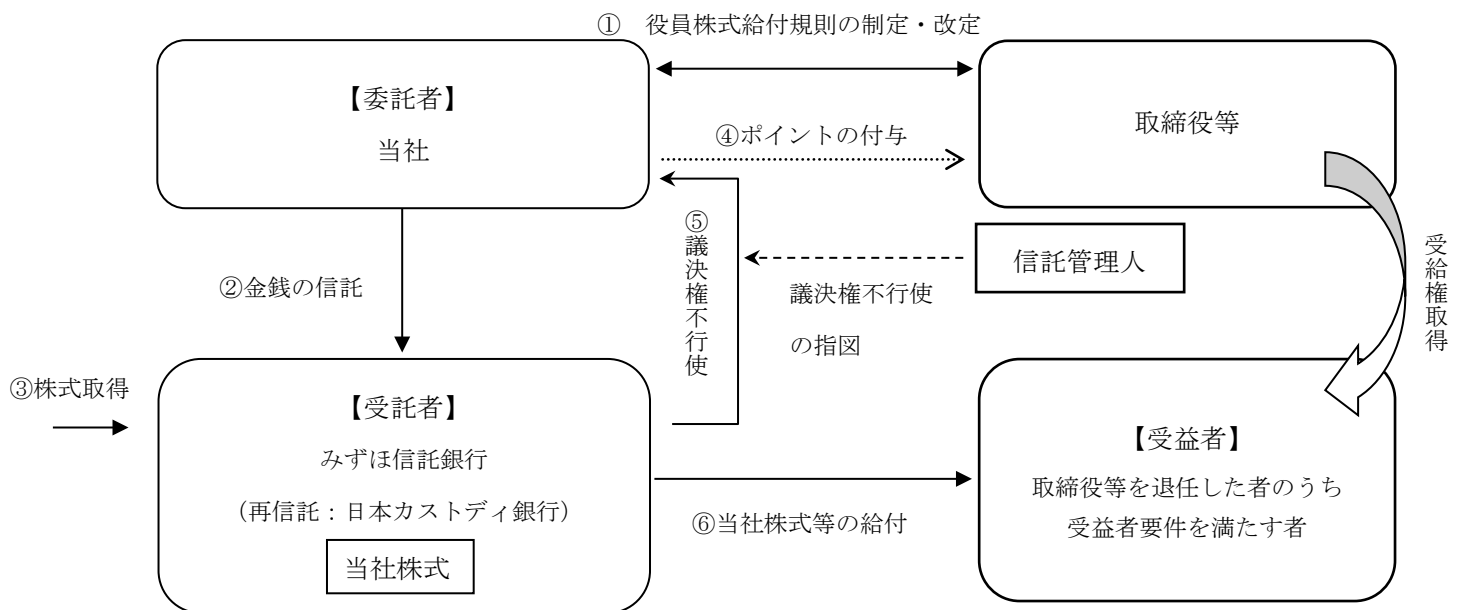 ① 役員株式給付規則の制定・改定
【委託者】
当社
取締役等
④ポイントの付与
⑤議決権不行使
信託管理人
議決権不行使
の指図
受給権取得
②金銭の信託
③株式取得
【受託者】
みずほ信託銀行
(再信託:日本カストディ銀行)
当社株式
⑥当社株式等の給付
【受益者】
取締役等を退任した者のうち
受益者要件を満たす者